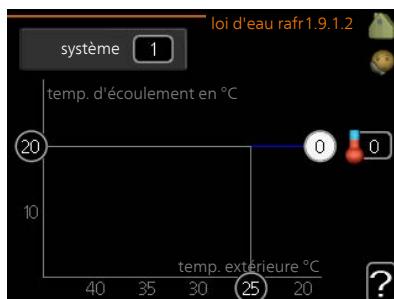 loi d'eau rafr1.9.1.2
système 1
temp. d'écoulement en °C
20 0 0
10
temp. extérieure °C
40 35 30 25 20
?